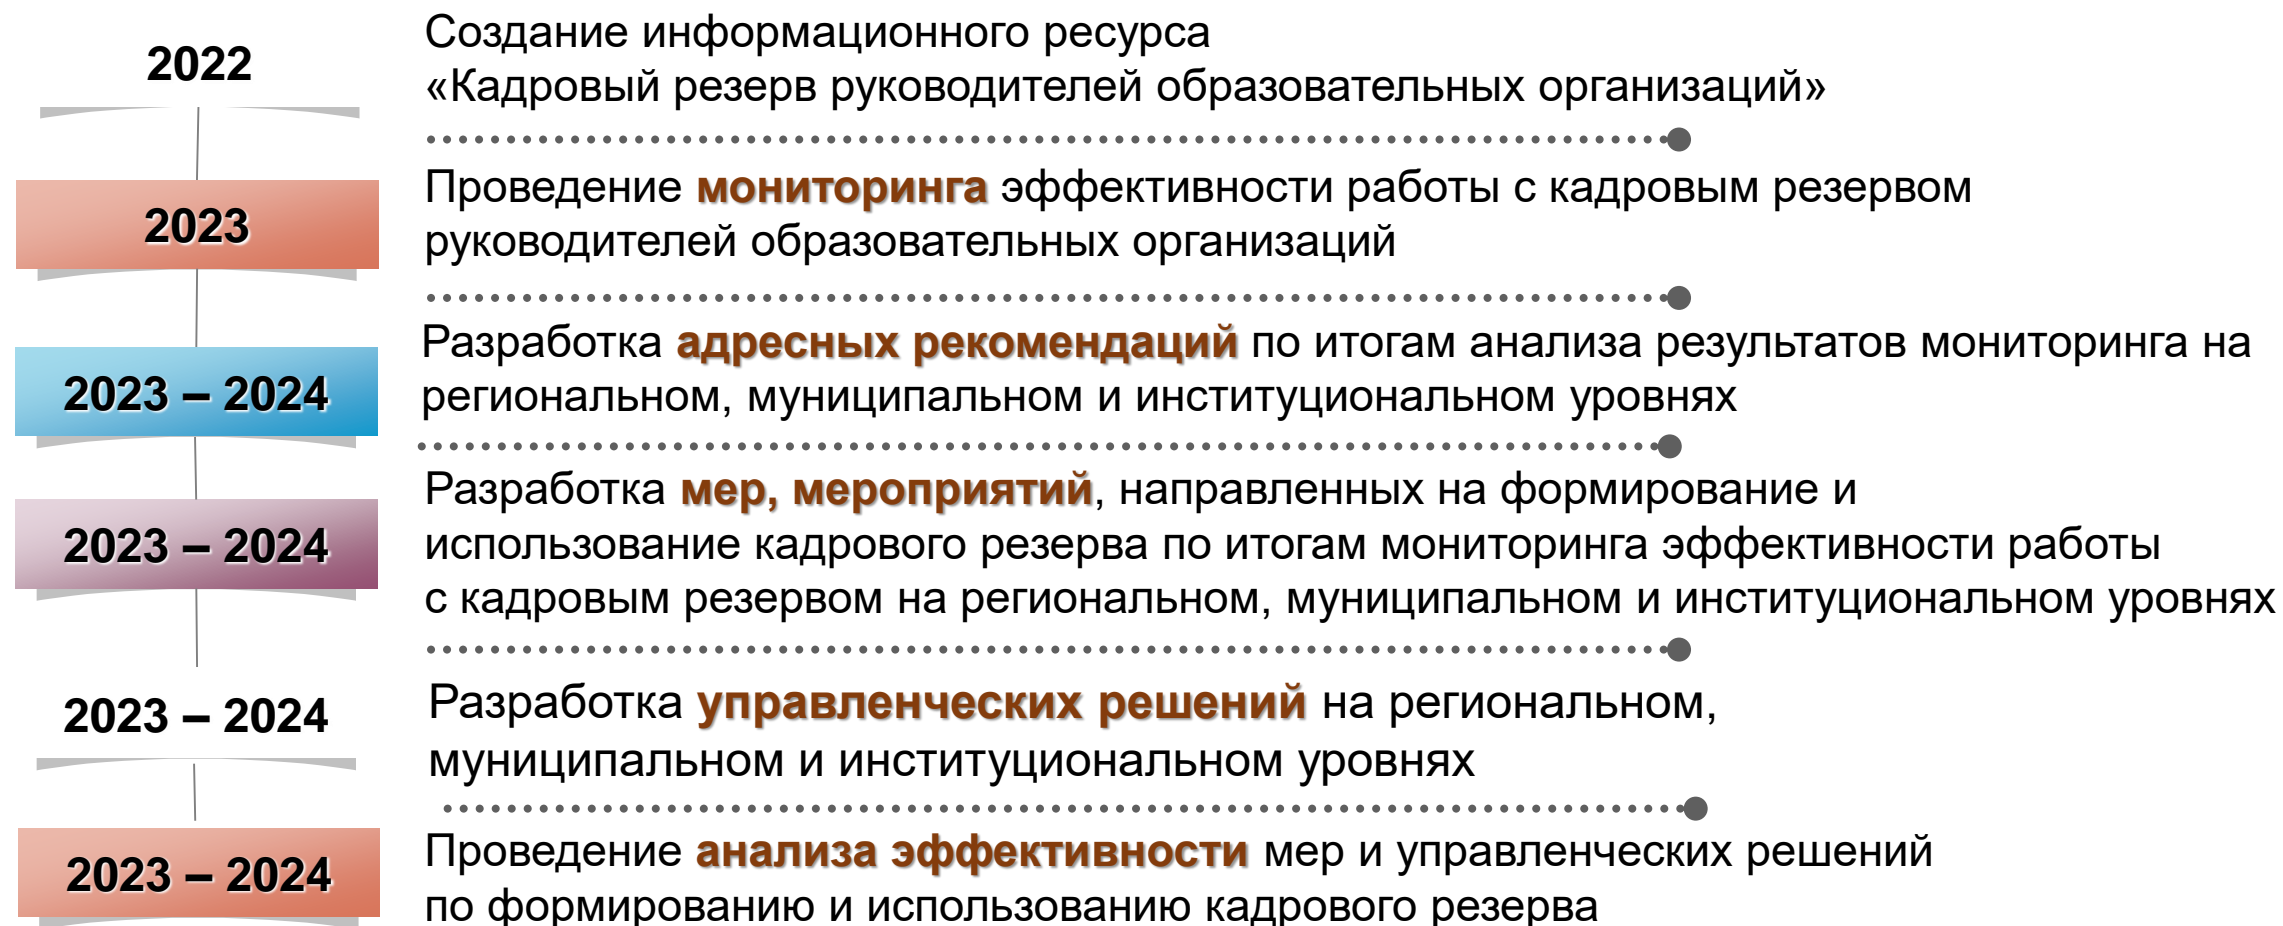 2022
Создание информационного ресурса
«Кадровый резерв руководителей образовательных организаций»
2023
Проведение мониторинга эффективности работы с кадровым резервом
руководителей образовательных организаций
2023 – 2024
Разработка адресных рекомендаций по итогам анализа результатов мониторинга на
региональном, муниципальном и институциональном уровнях
2023 – 2024
Разработка мер, мероприятий, направленных на формирование и
использование кадрового резерва по итогам мониторинга эффективности работы
с кадровым резервом на региональном, муниципальном и институциональном уровнях
2023 – 2024
Разработка управленческих решений на региональном,
муниципальном и институциональном уровнях
2023 – 2024
Проведение анализа эффективности мер и управленческих решений
по формированию и использованию кадрового резерва